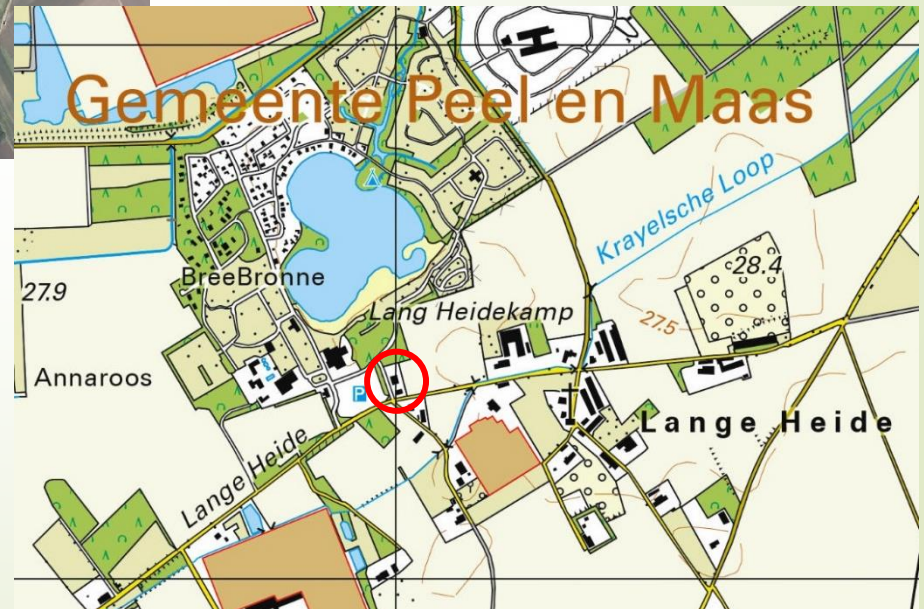 Gemeente Peel en Maas
Krayelsche Loop
BreeBronne
28.4
27.9
Lang Heidekamp
27.5
Annaroos
P
Lange Heide
Lange Heide